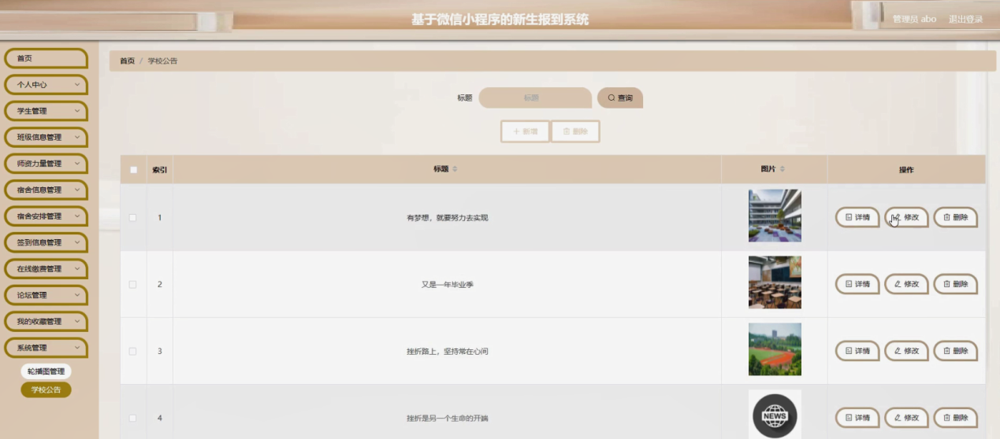 基于微信小程序的新生报到系统
管理员 abo 退出登录
首页
个人中心
学生管理
班级信息管理
师资力量管理
宿舍信息管理
宿舍安排管理
签到信息管理
在线缴费管理
论坛管理
我的收藏管理
系统管理
轮播图管理
学校公告
首页 / 学校公告
标题 标题 查询
+ 新增 删除
索引 标题 图片 操作
1 有梦想，就要努力去实现 详情 修改 删除
2 又是一年毕业季 详情 修改 删除
3 挫折路上，坚持常在心间 详情 修改 删除
4 挫折是另一个生命的开端 NEWS 详情 修改 删除